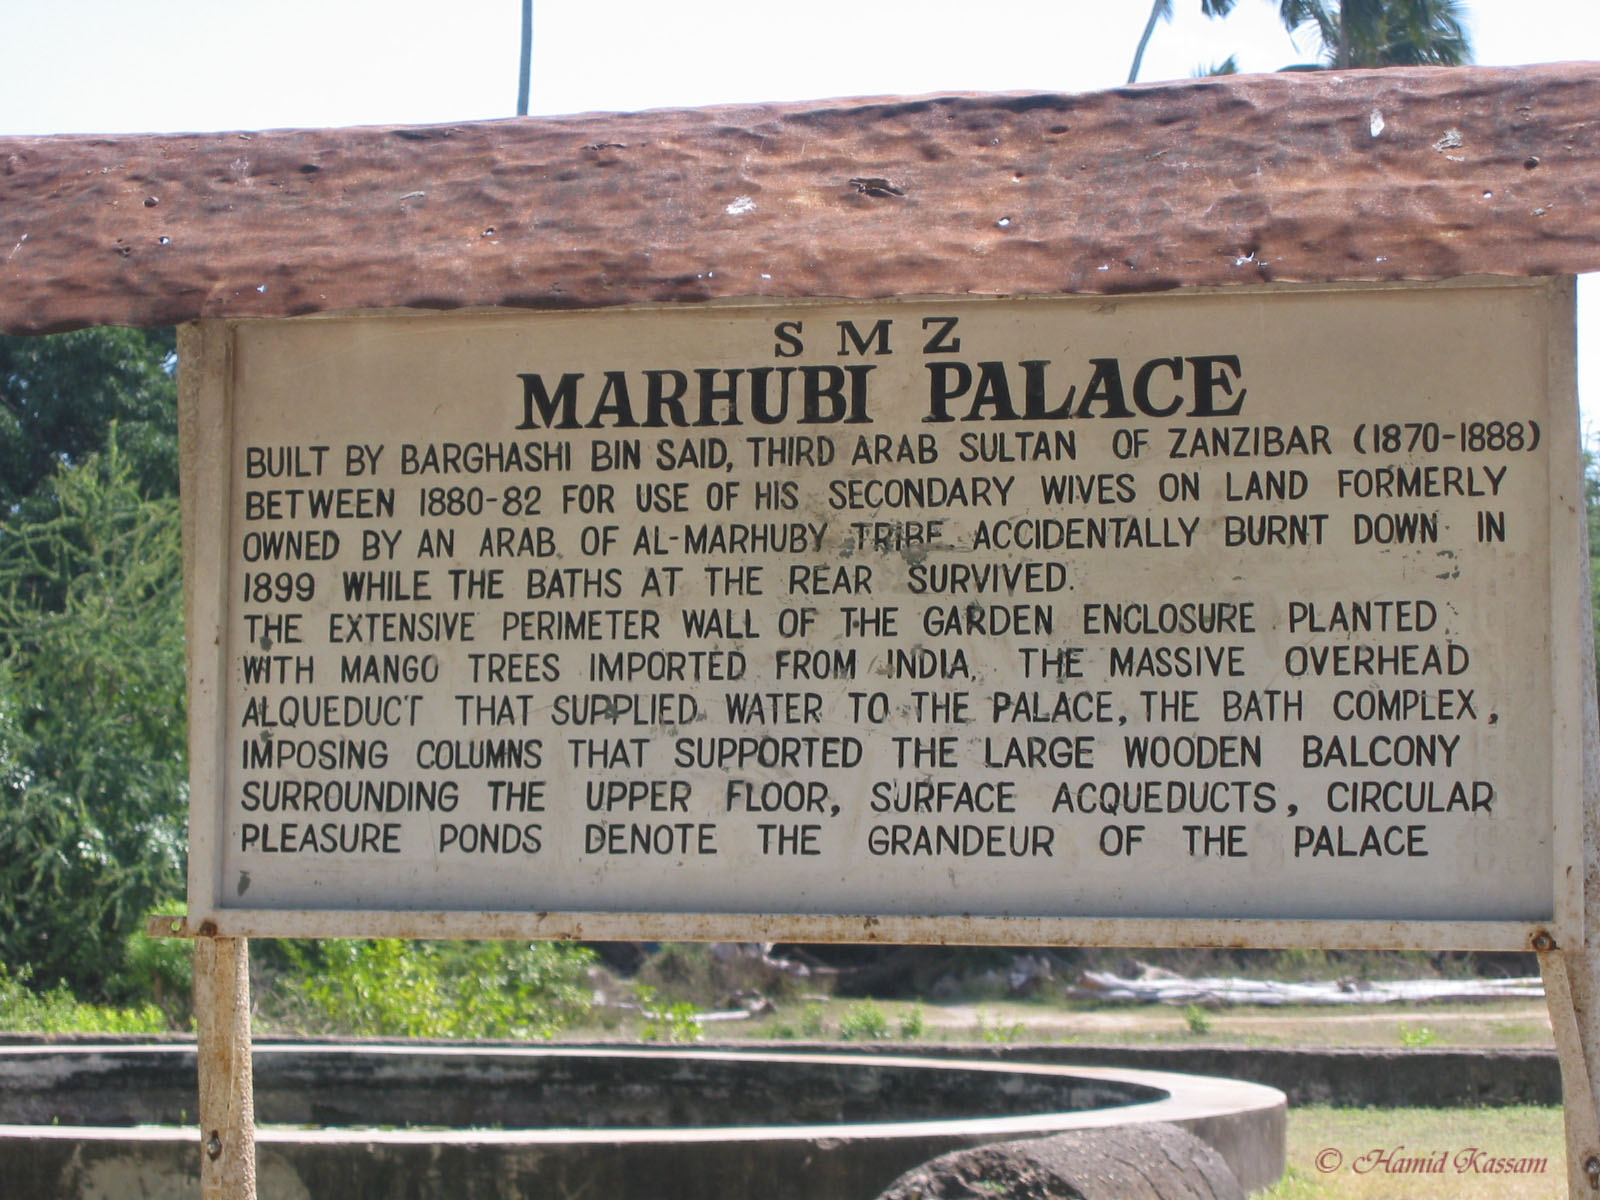 S M Z
MARHUBI PALACE
BUILT BY BARGHASHI BIN SAID, THIRD ARAB SULTAN OF ZANZIBAR (1870-1888)
BETWEEN 1880-82 FOR USE OF HIS SECONDARY WIVES ON LAND FORMERLY
OWNED BY AN ARAB OF AL-MARHUBY TRIBE ACCIDENTALLY BURNT DOWN IN
1899 WHILE THE BATHS AT THE REAR SURVIVED.
THE EXTENSIVE PERIMETER WALL OF THE GARDEN ENCLOSURE PLANTED
WITH MANGO TREES IMPORTED FROM INDIA, THE MASSIVE OVERHEAD
ALQUEDUCT THAT SUPPLIED WATER TO THE PALACE, THE BATH COMPLEX,
IMPOSING COLUMNS THAT SUPPORTED THE LARGE WOODEN BALCONY
SURROUNDING THE UPPER FLOOR, SURFACE ACQEDUCTS, CIRCULAR
PLEASURE PONDS DENOTE THE GRANDEUR OF THE PALACE
© Hamid Kassam